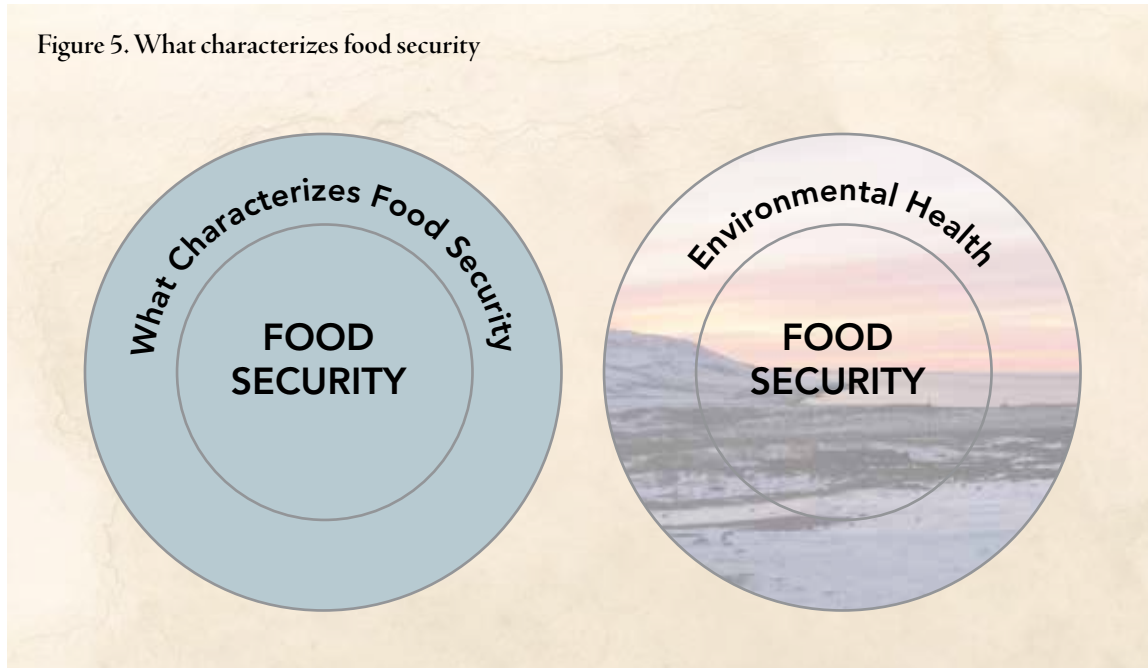 Figure 5. What characterizes food security
What Characterizes Food Security
FOOD
SECURITY
Environmental Health
FOOD
SECURITY